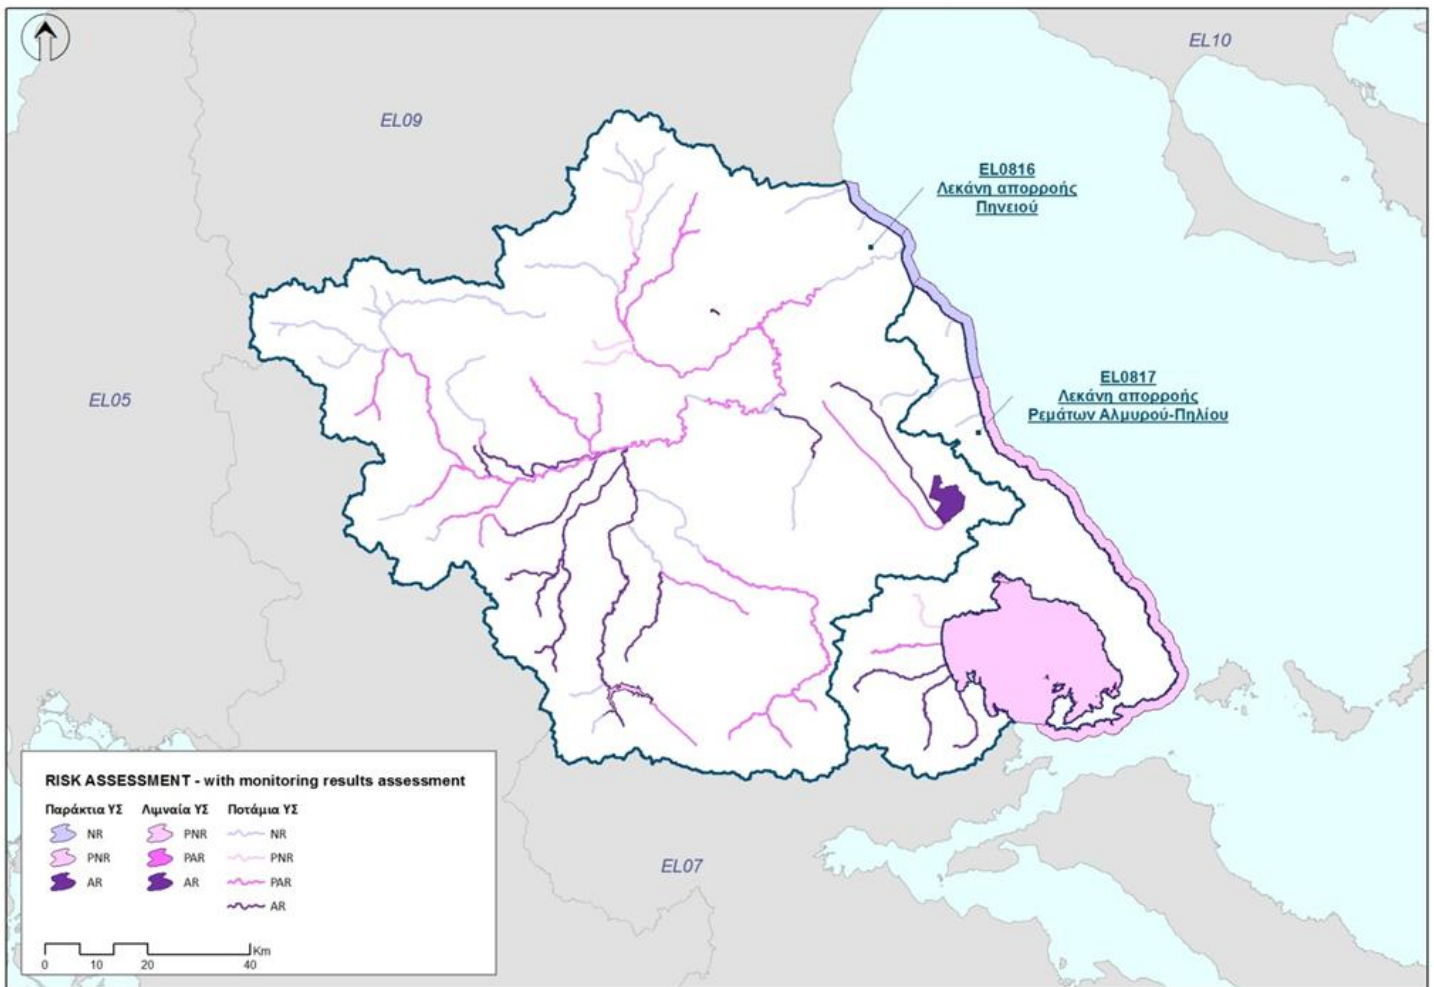 EL10
EL09
EL0816
Λεκάνη απορροής
Πηνειού
EL05
EL0817
Λεκάνη απορροής
Ρεμάτων Αλμυρού-Πηλίου
EL07
RISK ASSESSMENT - with monitoring results assessment
Παράκτια ΥΣ Λιμναία ΥΣ Ποτάμια ΥΣ
NR PNR NR
PNR PAR PNR
AR AR PAR
AR
Km
0 10 20 40